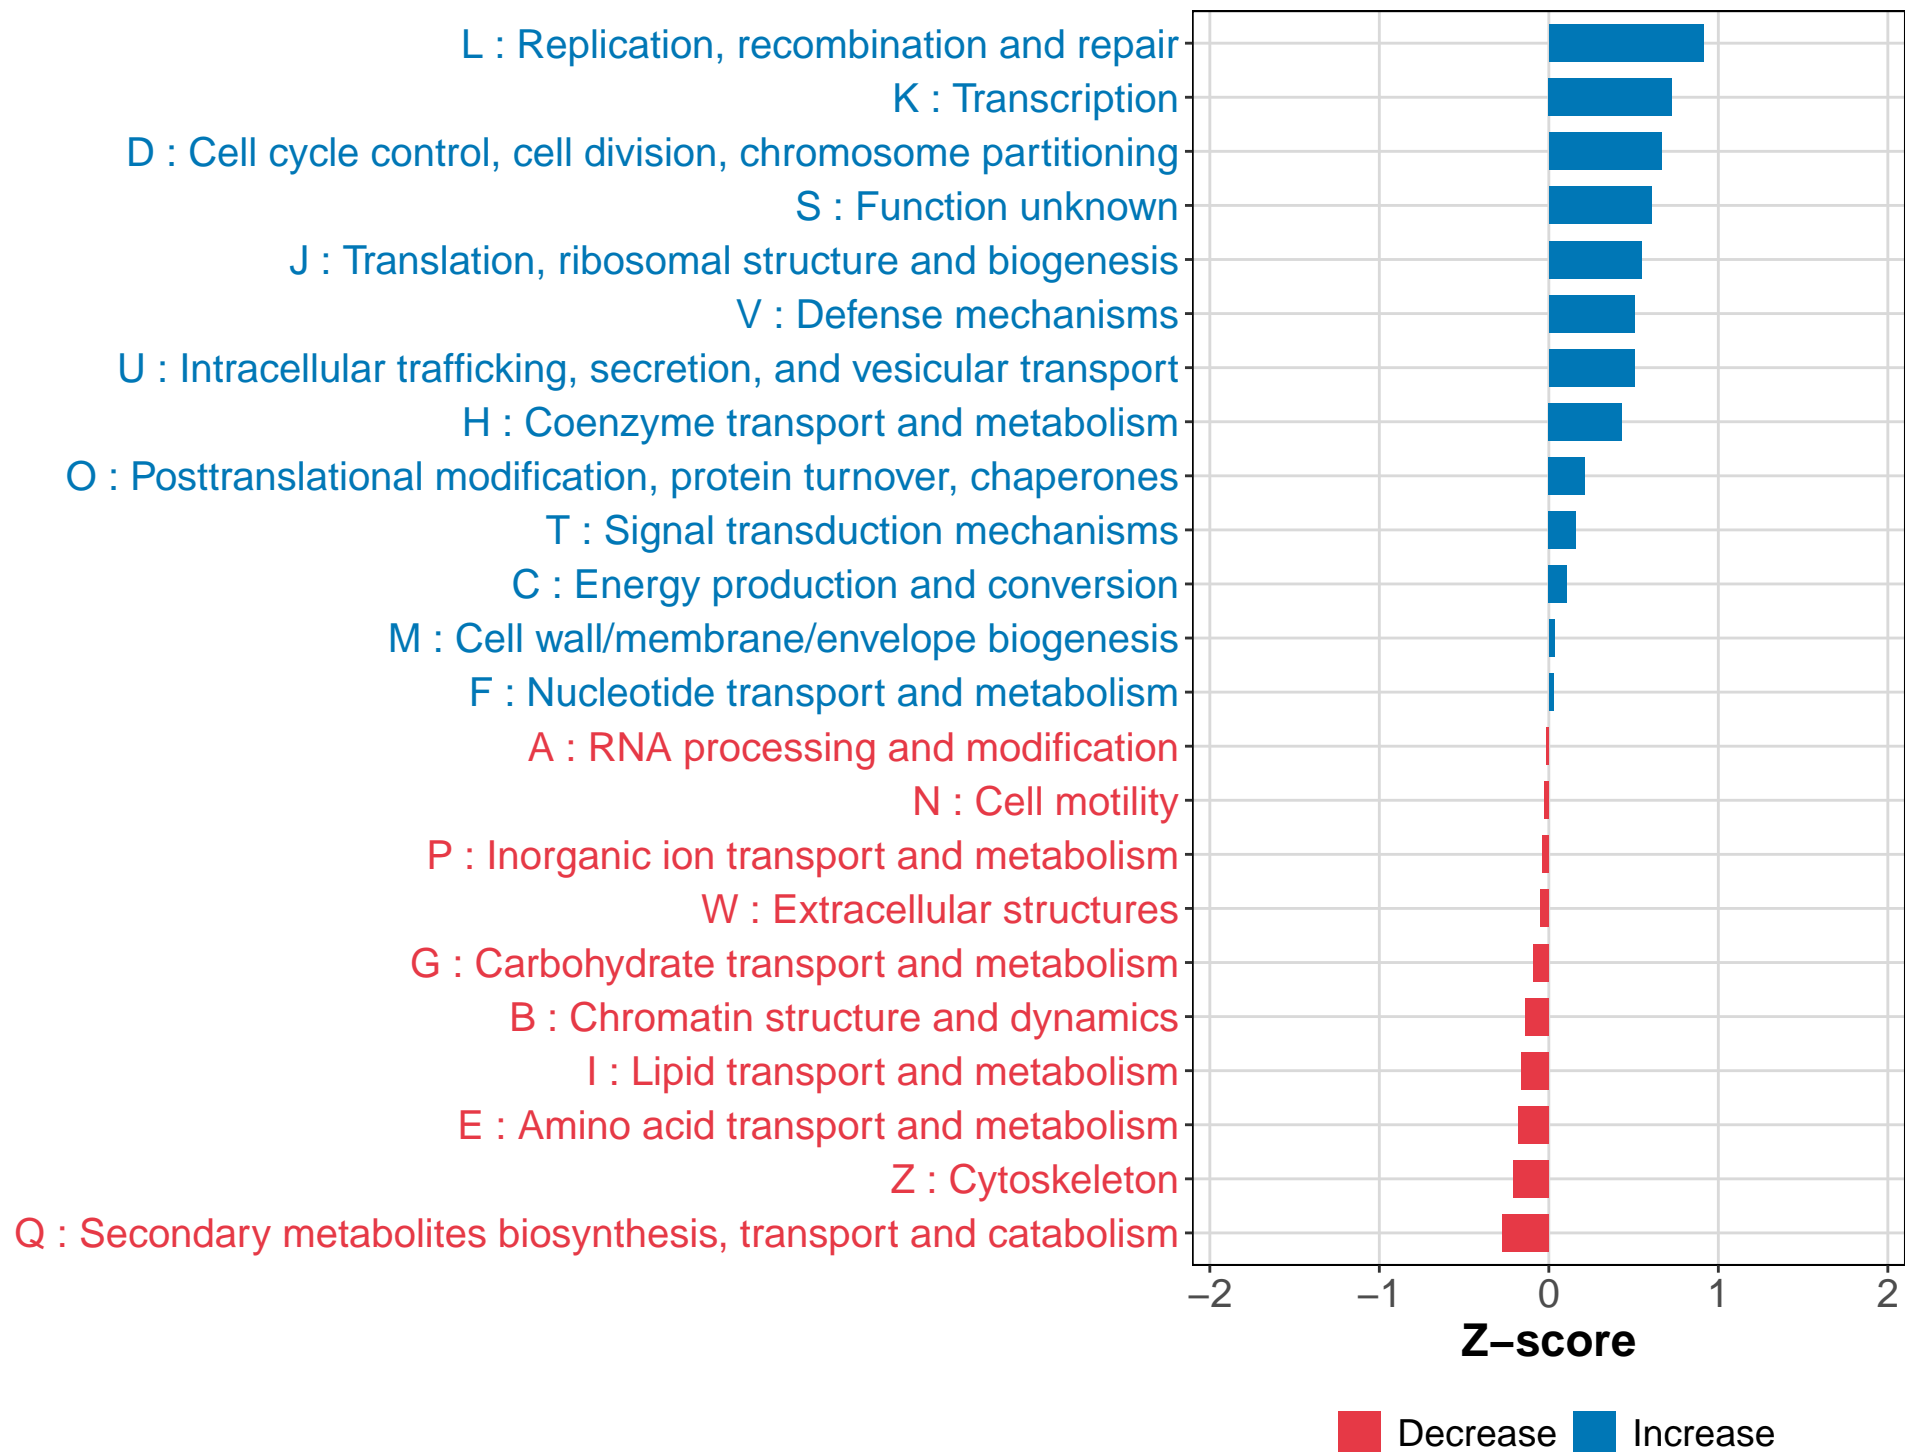 L : Replication, recombination and repair
K : Transcription
D : Cell cycle control, cell division, chromosome partitioning
S : Function unknown
J : Translation, ribosomal structure and biogenesis
V : Defense mechanisms
U : Intracellular trafficking, secretion, and vesicular transport
H : Coenzyme transport and metabolism
O : Posttranslational modification, protein turnover, chaperones
T : Signal transduction mechanisms
C : Energy production and conversion
M : Cell wall/membrane/envelope biogenesis
F : Nucleotide transport and metabolism
A : RNA processing and modification
N : Cell motility
P : Inorganic ion transport and metabolism
W : Extracellular structures
G : Carbohydrate transport and metabolism
B : Chromatin structure and dynamics
I : Lipid transport and metabolism
E : Amino acid transport and metabolism
Z : Cytoskeleton
Q : Secondary metabolites biosynthesis, transport and catabolism
−2 −1 0 1 2
Z−score
Decrease Increase